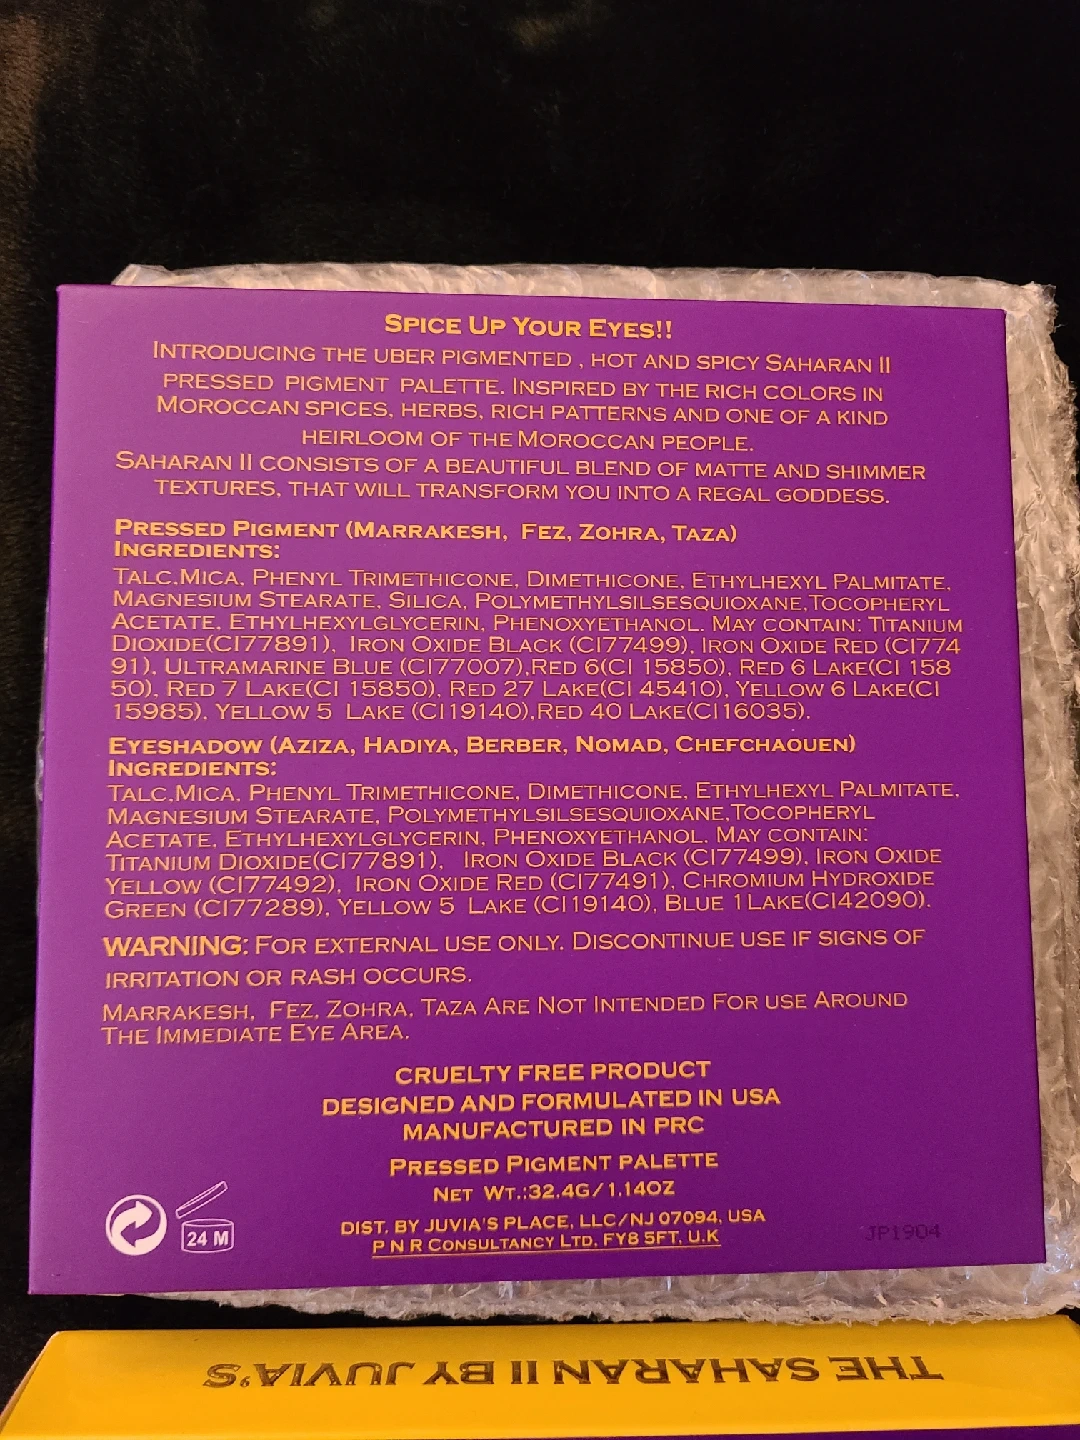 SPICE UP YOUR EYES!!
INTRODUCING THE UBER PIGMENTED , HOT AND SPICY SAHARAN II
PRESSED PIGMENT PALETTE. INSPIRED BY THE RICH COLORS IN
MOROCCAN SPICES, HERBS, RICH PATTERNS AND ONE OF A KIND
HEIRLOOM OF THE MOROCCAN PEOPLE.
SAHARAN II CONSISTS OF A BEAUTIFUL BLEND OF MATTE AND SHIMMER
TEXTURES, THAT WILL TRANSFORM YOU INTO A REGAL GODDESS.
PRESSED PIGMENT (MARRAKESH, FEZ, ZOHRA, TAZA)
INGREDIENTS:
TALC,MICA, PHENYL TRIMETHICONE, DIMETHICONE, ETHYLHEXYL PALMITATE,
MAGNESIUM STEARATE, SILICA, POLYMETHYLSILSESQUIOXANE,TOCOPHERYL
ACETATE, ETHYLHEXYLGLYCERIN, PHENOXYETHANOL. MAY CONTAIN: TITANIUM
DIOXIDE(CI77891), IRON OXIDE BLACK (CI77499), IRON OXIDE RED (CI774
91), ULTRAMARINE BLUE (CI77007),RED 6(CI 15850), RED 6 LAKE(CI 158
50), RED 7 LAKE(CI 15850), RED 27 LAKE(CI 45410), YELLOW 6 LAKE(CI
15985), YELLOW 5 LAKE (CI19140),RED 40 LAKE(CI16035).
EYESHADOW (AZIZA, HADIYA, BERBER, NOMAD, CHEFCHAOUEN)
INGREDIENTS:
TALC,MICA, PHENYL TRIMETHICONE, DIMETHICONE, ETHYLHEXYL PALMITATE,
MAGNESIUM STEARATE, POLYMETHYLSILSESQUIOXANE,TOCOPHERYL
ACETATE, ETHYLHEXYLGLYCERIN, PHENOXYETHANOL. MAY CONTAIN:
TITANIUM DIOXIDE(CI77891), IRON OXIDE BLACK (CI77499), IRON OXIDE
YELLOW (CI77492), IRON OXIDE RED (CI77491), CHROMIUM HYDROXIDE
GREEN (CI77289), YELLOW 5 LAKE (CI19140), BLUE 1LAKE(CI42090).
WARNING: FOR EXTERNAL USE ONLY. DISCONTINUE USE IF SIGNS OF
IRRITATION OR RASH OCCURS.
MARRAKESH, FEZ, ZOHRA, TAZA ARE NOT INTENDED FOR USE AROUND
THE IMMEDIATE EYE AREA.
CRUELTY FREE PRODUCT
DESIGNED AND FORMULATED IN USA
MANUFACTURED IN PRC
PRESSED PIGMENT PALETTE
NET WT.:32.4G/1.14OZ
DIST. BY JUVIA'S PLACE, LLC/NJ 07094, USA
P N R CONSULTANCY LTD. FY8 5FT, U.K
24 M
JP1904
THE SAHARAN II BY JUVIA'S